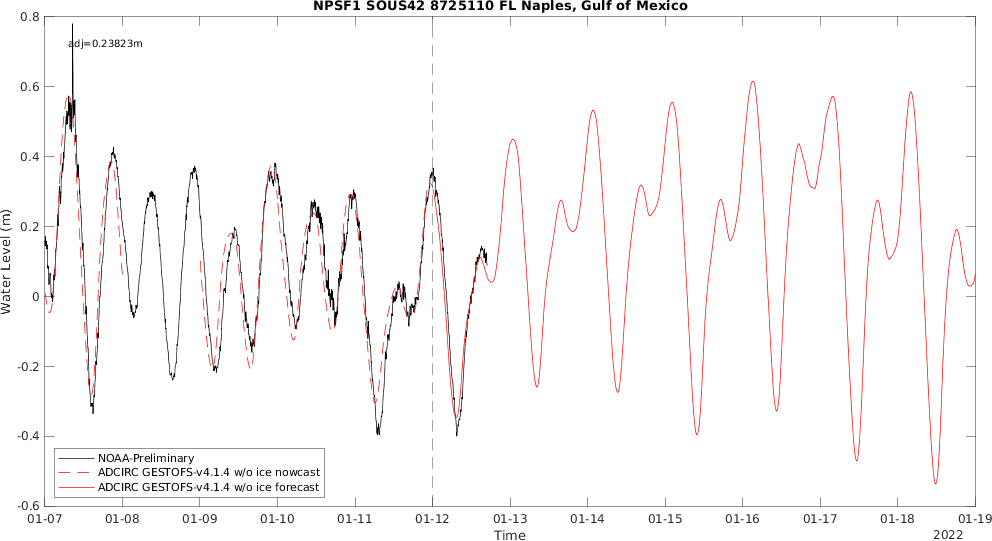 NPSF1 SOUS42 8725110 FL Naples, Gulf of Mexico
adj=0.23823m
0.8
0.6
0.4
0.2
0
-0.2
-0.4
-0.6
Water Level (m)
NOAA-Preliminary
ADCIRC GESTOFS-v4.1.4 w/o ice nowcast
ADCIRC GESTOFS-v4.1.4 w/o ice forecast
01-07 01-08 01-09 01-10 01-11 01-12 01-13 01-14 01-15 01-16 01-17 01-18 01-19
Time
2022